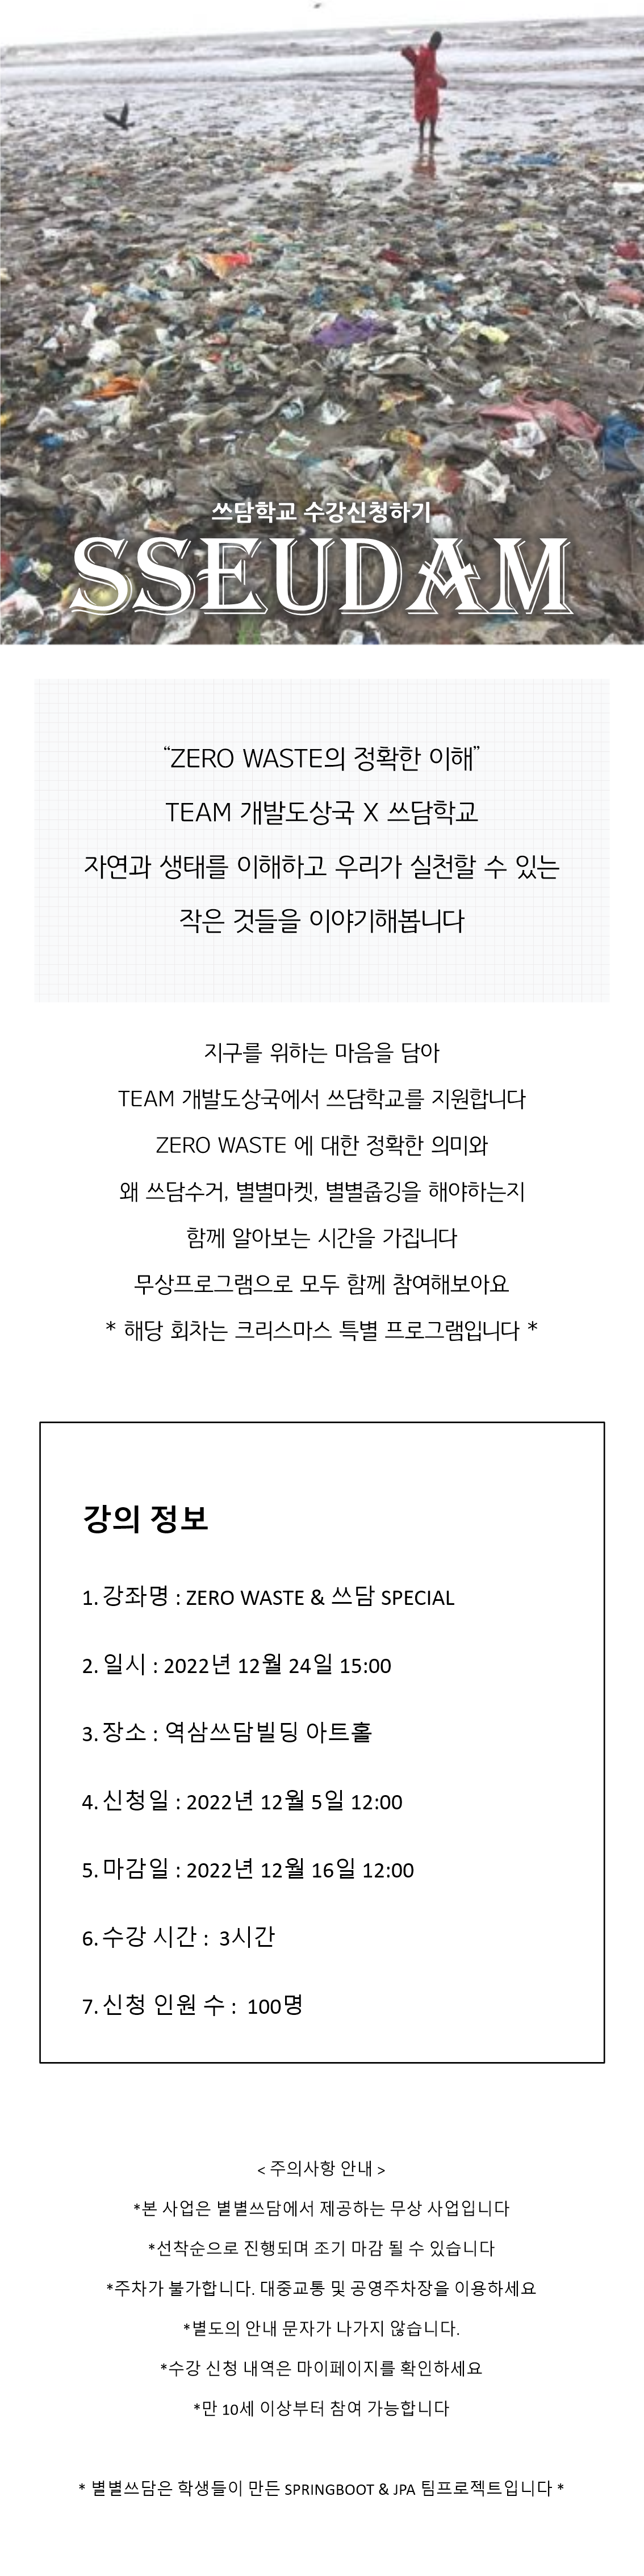 쓰담학교 수강신청하기
SSEUDAM
“ZERO WASTE의 정확한 이해”
TEAM 개발도상국 X 쓰담학교
자연과 생태를 이해하고 우리가 실천할 수 있는
작은 것들을 이야기해봅니다
지구를 위하는 마음을 담아
TEAM 개발도상국에서 쓰담학교를 지원합니다
ZERO WASTE 에 대한 정확한 의미와
왜 쓰담수거, 별별마켓, 별별줍깅을 해야하는지
함께 알아보는 시간을 가집니다
무상프로그램으로 모두 함께 참여해보아요
* 해당 회차는 크리스마스 특별 프로그램입니다 *
강의 정보
1. 강좌명 : ZERO WASTE & 쓰담 SPECIAL
2. 일시 : 2022년 12월 24일 15:00
3. 장소 : 역삼쓰담빌딩 아트홀
4. 신청일 : 2022년 12월 5일 12:00
5. 마감일 : 2022년 12월 16일 12:00
6. 수강 시간 : 3시간
7. 신청 인원 수 : 100명
< 주의사항 안내 >
*본 사업은 별별쓰담에서 제공하는 무상 사업입니다
*선착순으로 진행되며 조기 마감 될 수 있습니다
*주차가 불가합니다. 대중교통 및 공영주차장을 이용하세요
*별도의 안내 문자가 나가지 않습니다.
*수강 신청 내역은 마이페이지를 확인하세요
*만 10세 이상부터 참여 가능합니다
* 별별쓰담은 학생들이 만든 SPRINGBOOT & JPA 팀프로젝트입니다 *